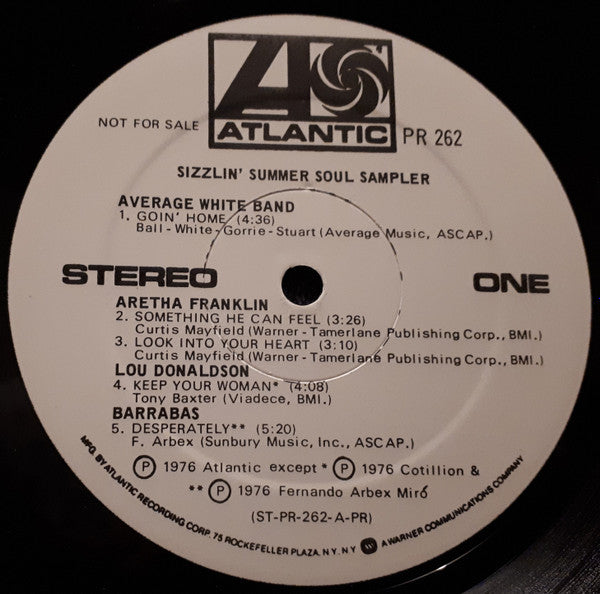 NOT FOR SALE
ATLANTIC
PR 262
SIZZLIN' SUMMER SOUL SAMPLER
AVERAGE WHITE BAND
1. GOIN' HOME (4:36)
Ball - White - Gorrie - Stuart (Average Music, ASCAP.)
STEREO
ONE
ARETHA FRANKLIN
2. SOMETHING HE CAN FEEL (3:26)
Curtis Mayfield (Warner - Tamerlane Publishing Corp., BMI.)
3. LOOK INTO YOUR HEART (3:10)
Curtis Mayfield (Warner - Tamerlane Publishing Corp., BMI.)
LOU DONALDSON
4. KEEP YOUR WOMAN* (4:08)
Tony Baxter (Viadece, BMI.)
BARRABAS
5. DESPERATELY** (5:20)
F. Arbex (Sunbury Music, Inc., ASCAP.)
Ⓟ 1976 Atlantic except * Ⓟ 1976 Cotillion &
** Ⓟ 1976 Fernando Arbex Miró
(ST-PR-262-A-PR)
MFG. BY ATLANTIC RECORDING CORP. 75 ROCKEFELLER PLAZA, N.Y. N.Y. A WARNER COMMUNICATIONS COMPANY